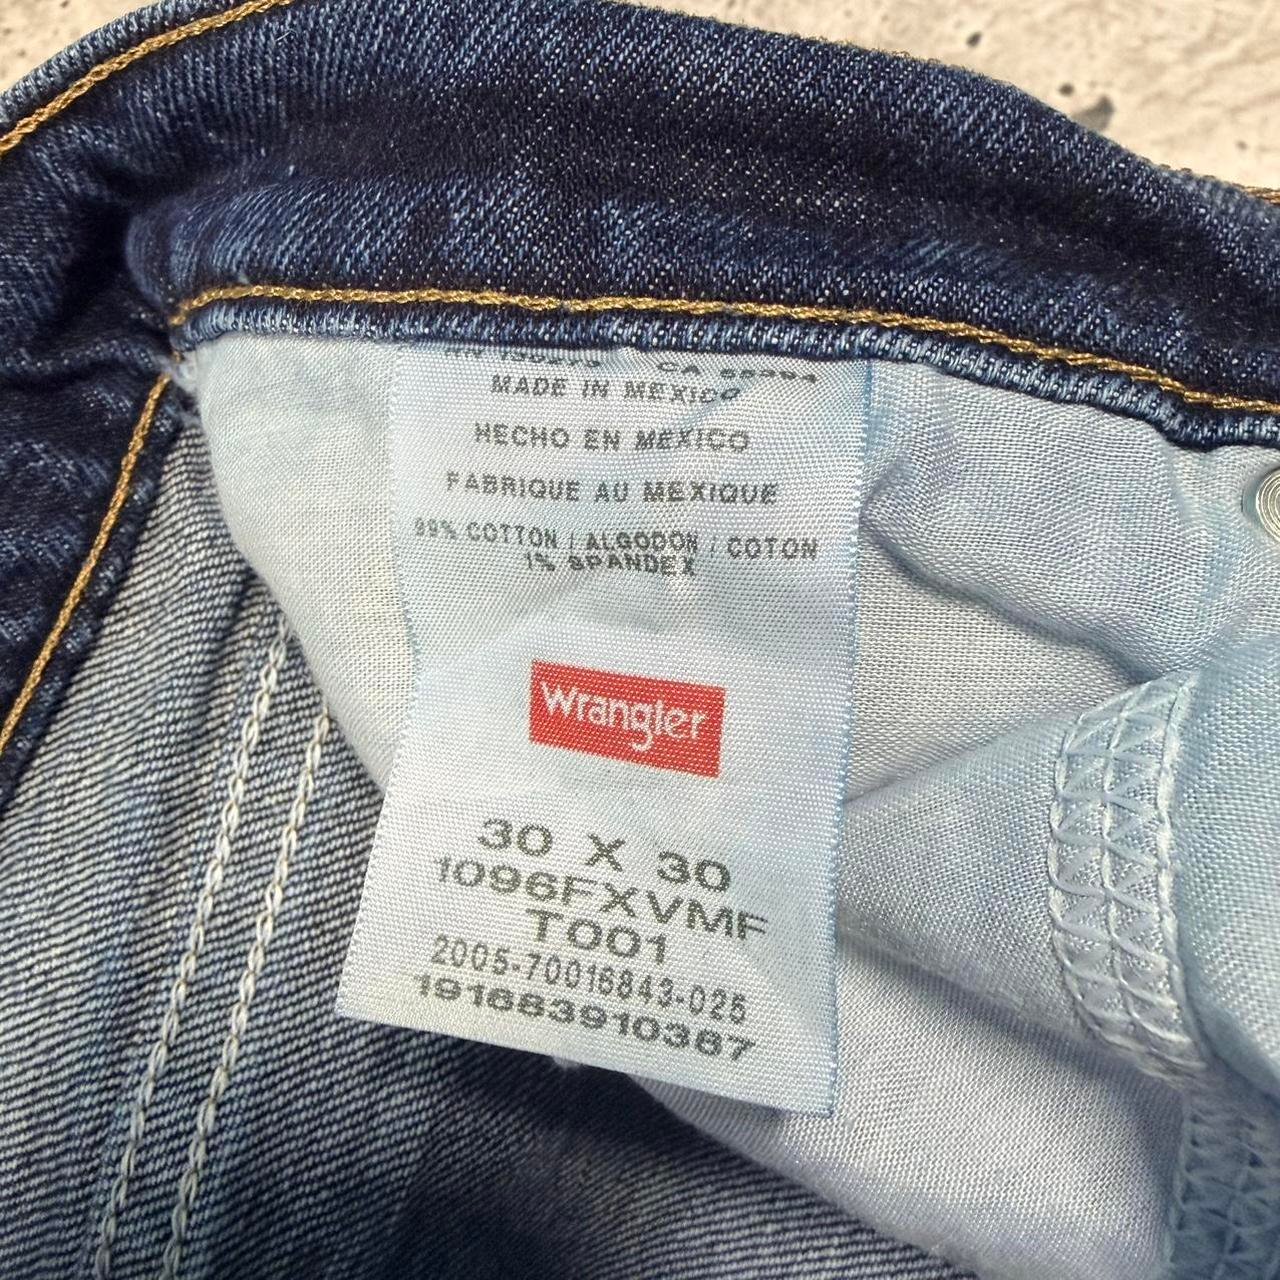 MADE IN MEXICO
HECHO EN MEXICO
FABRIQUE AU MEXIQUE
99% COTTON / ALGODON / COTON
1% SPANDEX
Wrangler
30 X 30
1096FXVMF
T001
2005-70016843-025
191683910387